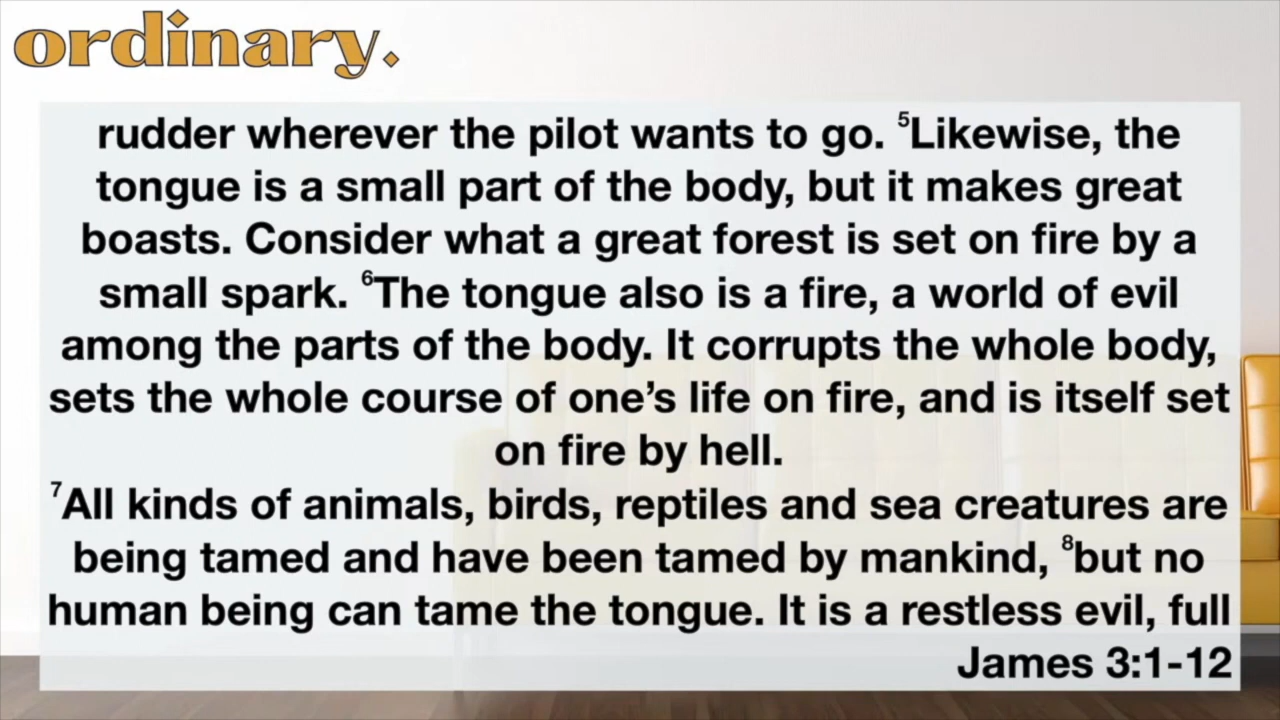 ordinary.
rudder wherever the pilot wants to go. ⁵Likewise, the
tongue is a small part of the body, but it makes great
boasts. Consider what a great forest is set on fire by a
small spark. ⁶The tongue also is a fire, a world of evil
among the parts of the body. It corrupts the whole body,
sets the whole course of one’s life on fire, and is itself set
on fire by hell.
⁷All kinds of animals, birds, reptiles and sea creatures are
being tamed and have been tamed by mankind, ⁸but no
human being can tame the tongue. It is a restless evil, full
James 3:1-12